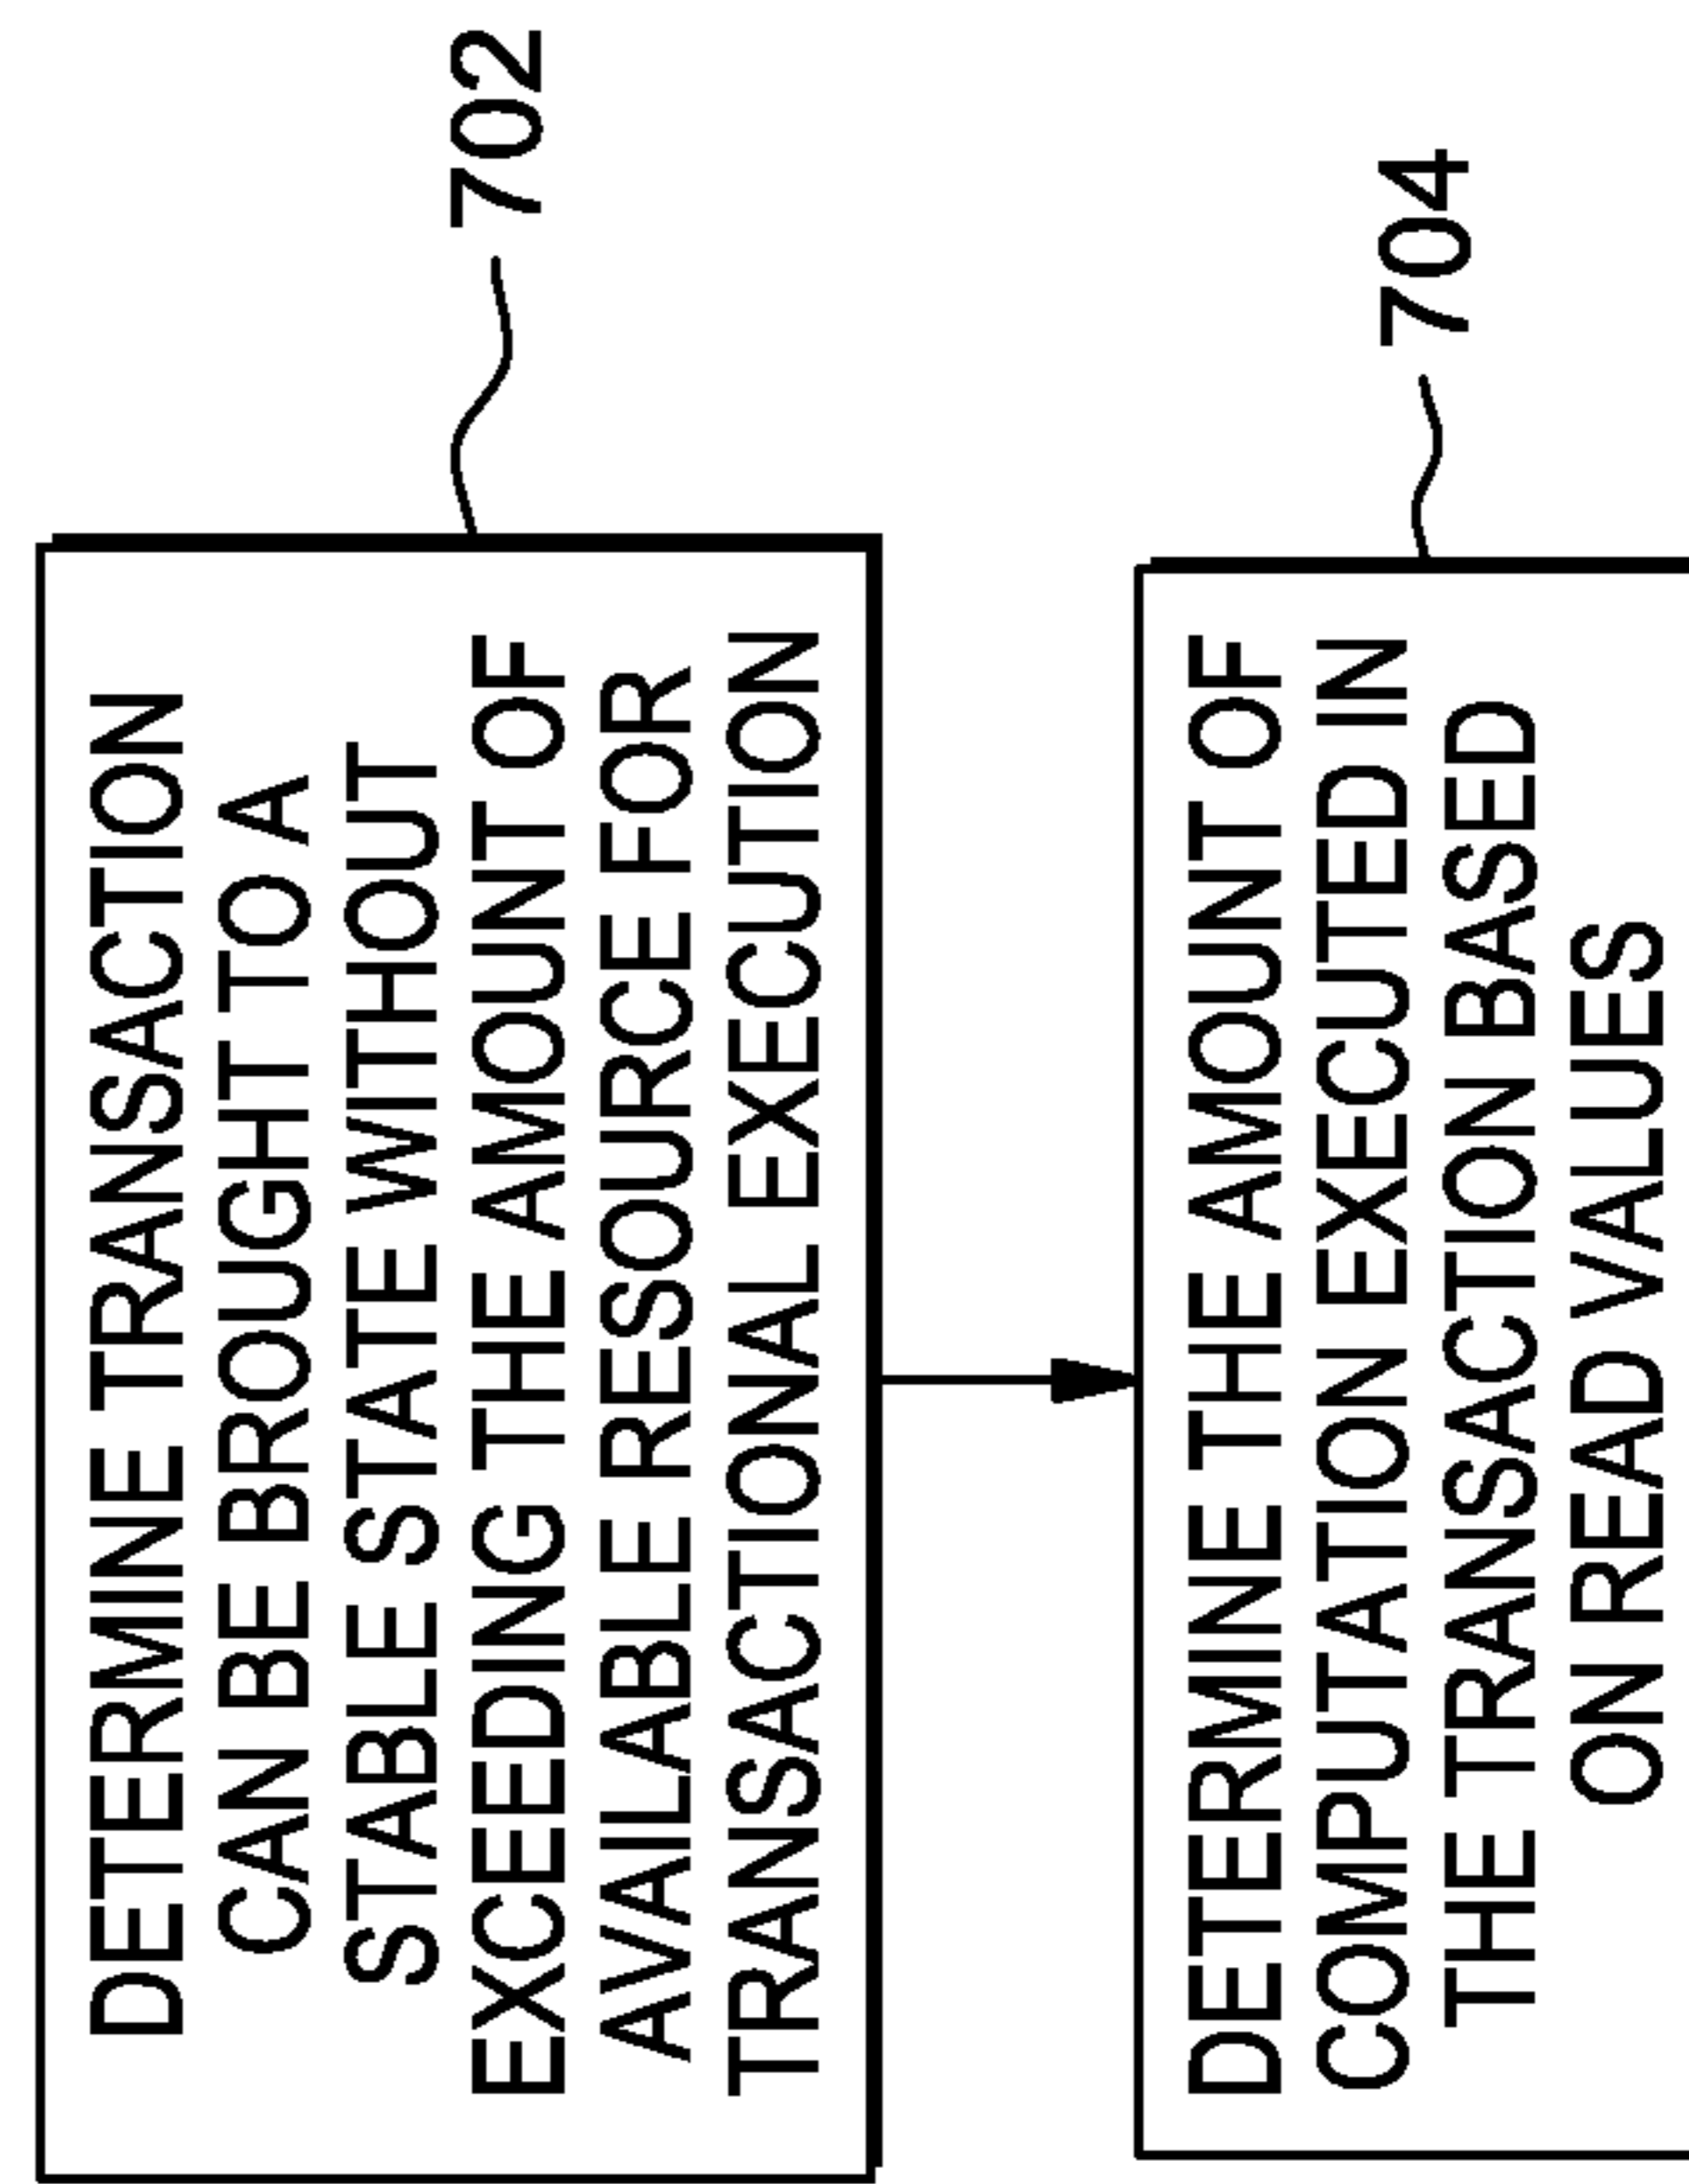 DETERMINE TRANSACTION
CAN BE BROUGHT TO A
STABLE STATE WITHOUT
EXCEEDING THE AMOUNT OF
AVAILABLE RESOURCE FOR
TRANSACTIONAL EXECUTION
702
DETERMINE THE AMOUNT OF
COMPUTATION EXECUTED IN
THE TRANSACTION BASED
ON READ VALUES
704